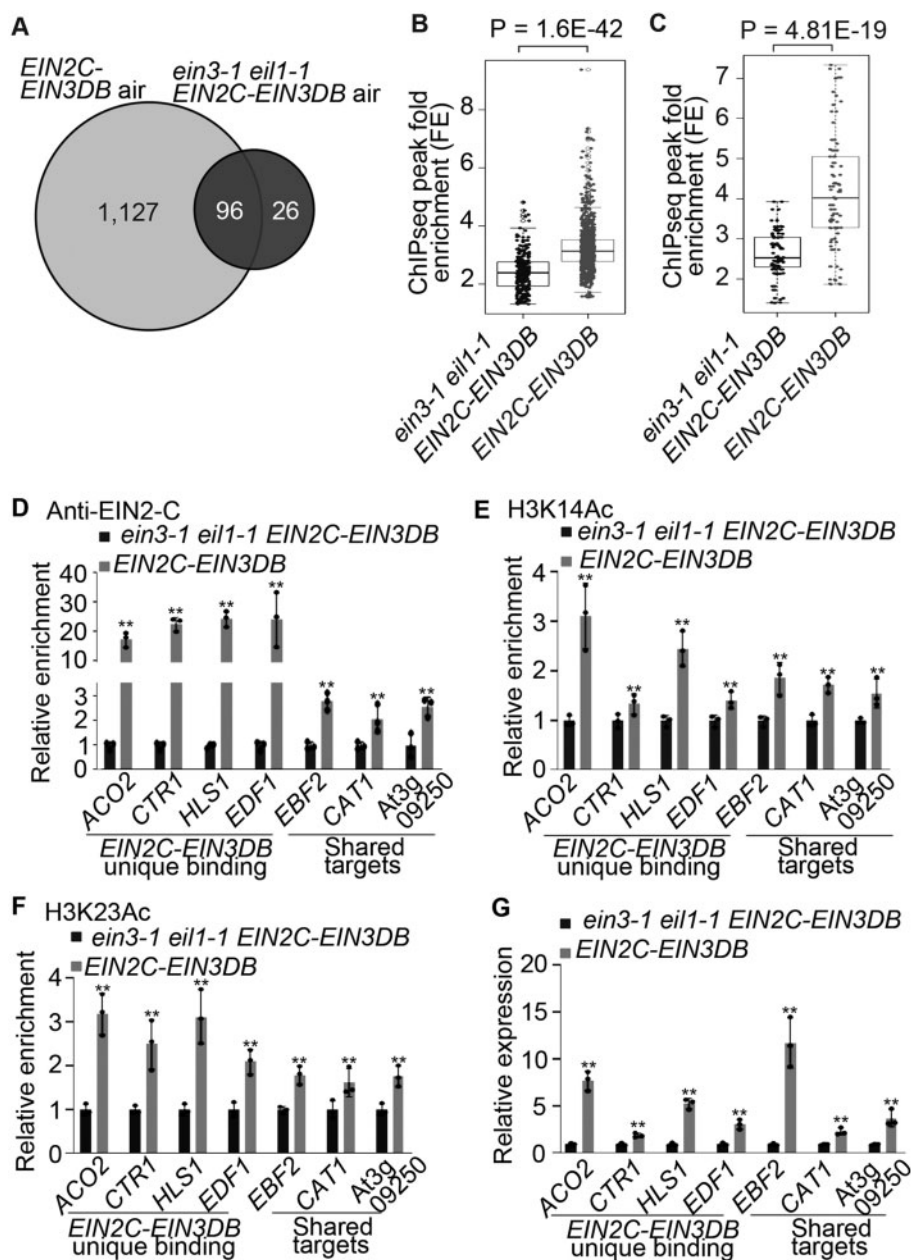 A
EIN2C-
EIN3DB air
ein3-1 eil1-1
EIN2C-EIN3DB air
1,127
96
26
B
P = 1.6E-42
ChIPseq peak fold
enrichment (FE)
8
6
4
2
ein3-1 eil1-1
EIN2C-EIN3DB
EIN2C-EIN3DB
C
P = 4.81E-19
ChIPseq peak fold
enrichment (FE)
7
6
5
4
3
2
ein3-1 eil1-1
EIN2C-EIN3DB
EIN2C-EIN3DB
D
Anti-EIN2-C
ein3-1 eil1-1 EIN2C-EIN3DB
EIN2C-EIN3DB
Relative enrichment
40
30
20
10
3
2
1
0
** ** ** ** ** ** **
ACO2 CTR1 HLS1 EDF1 EBF2 CAT1 At3g
09250
EIN2C-EIN3DB
unique binding
Shared
targets
E
H3K14Ac
ein3-1 eil1-1 EIN2C-EIN3DB
EIN2C-EIN3DB
Relative enrichment
4
3
2
1
0
** ** ** ** ** ** **
ACO2 CTR1 HLS1 EDF1 EBF2 CAT1 At3g
09250
EIN2C-EIN3DB
unique binding
Shared
targets
F
H3K23Ac
ein3-1 eil1-1 EIN2C-EIN3DB
EIN2C-EIN3DB
Relative enrichment
4
3
2
1
0
** ** ** ** ** ** **
ACO2 CTR1 HLS1 EDF1 EBF2 CAT1 At3g
09250
EIN2C-EIN3DB
unique binding
Shared
targets
G
ein3-1 eil1-1 EIN2C-EIN3DB
EIN2C-EIN3DB
Relative expression
20
15
10
5
0
** ** ** ** ** ** **
ACO2 CTR1 HLS1 EDF1 EBF2 CAT1 At3g
09250
EIN2C-EIN3DB
unique binding
Shared
targets